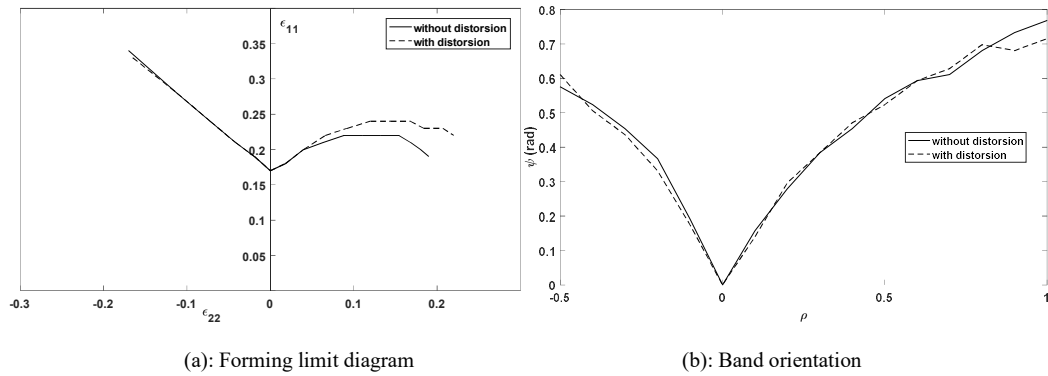 ϵ11
without distorsion
with distorsion
0.35
0.3
0.25
0.2
0.15
0.1
0.05
-0.3
-0.2
-0.1
0
0.1
0.2
ϵ22
(a): Forming limit diagram
0.8
0.7
0.6
0.5
0.4
0.3
0.2
0.1
0
ψ (rad)
without distorsion
with distorsion
-0.5
0
0.5
1
ρ
(b): Band orientation